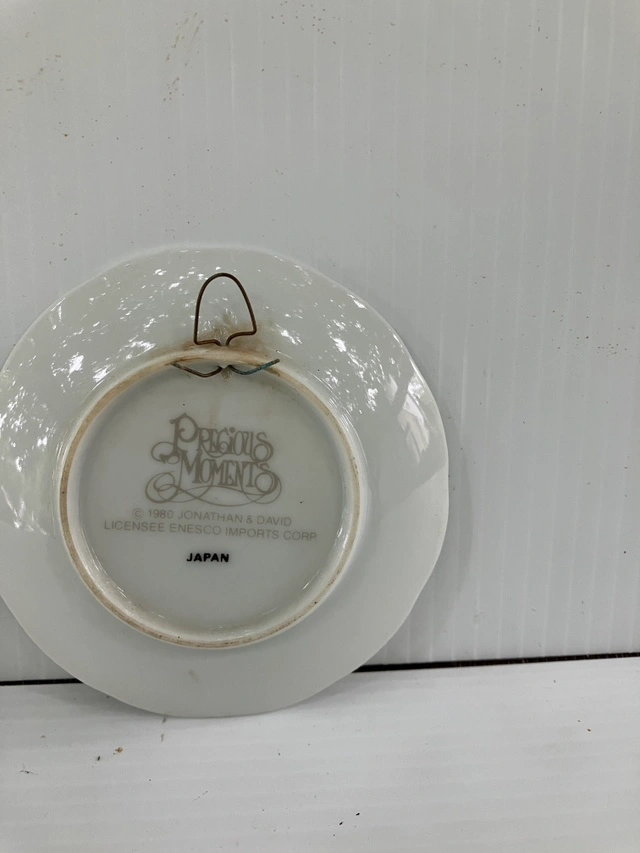 PRECIOUS
MOMENTS
© 1980 JONATHAN & DAVID
LICENSEE ENESCO IMPORTS CORP
JAPAN